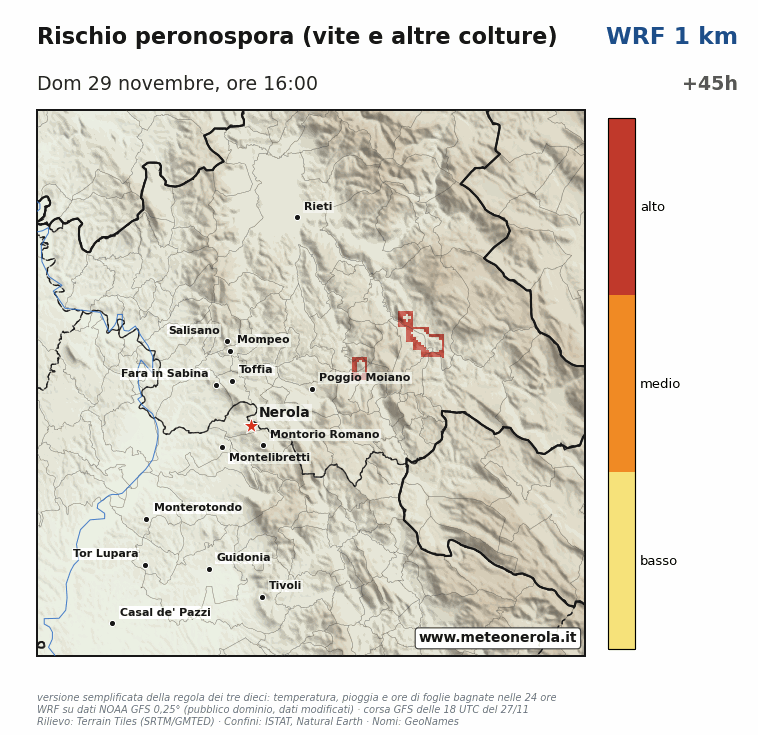 Rischio peronospora (vite e altre colture)
WRF 1 km
Dom 29 novembre, ore 16:00
+45h
alto
Rieti
Salisano
Mompeo
medio
Fara in Sabina
Toffia
Poggio Moiano
Nerola
Montorio Romano
Montelibretti
Monterotondo
Tor Lupara
Guidonia
basso
Tivoli
Casal de' Pazzi
www.meteonerola.it
versione semplificata della regola dei tre dieci: temperatura, pioggia e ore di foglie bagnate nelle 24 ore
WRF su dati NOAA GFS 0,25° (pubblico dominio, dati modificati) · corsa GFS delle 18 UTC del 27/11
Rilievo: Terrain Tiles (SRTM/GMTED) · Confini: ISTAT, Natural Earth · Nomi: GeoNames